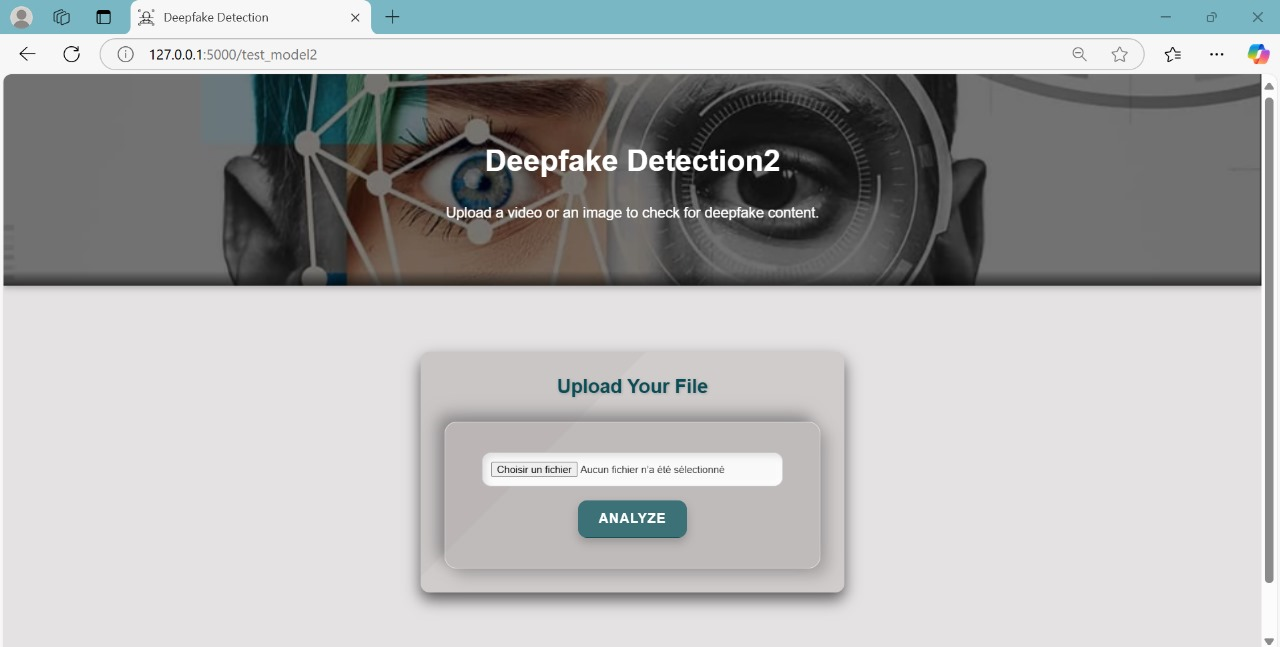 Deepfake Detection
127.0.0.1:5000/test_model2
Deepfake Detection2
Upload a video or an image to check for deepfake content.
Upload Your File
Choisir un fichier Aucun fichier n'a été sélectionné
ANALYZE